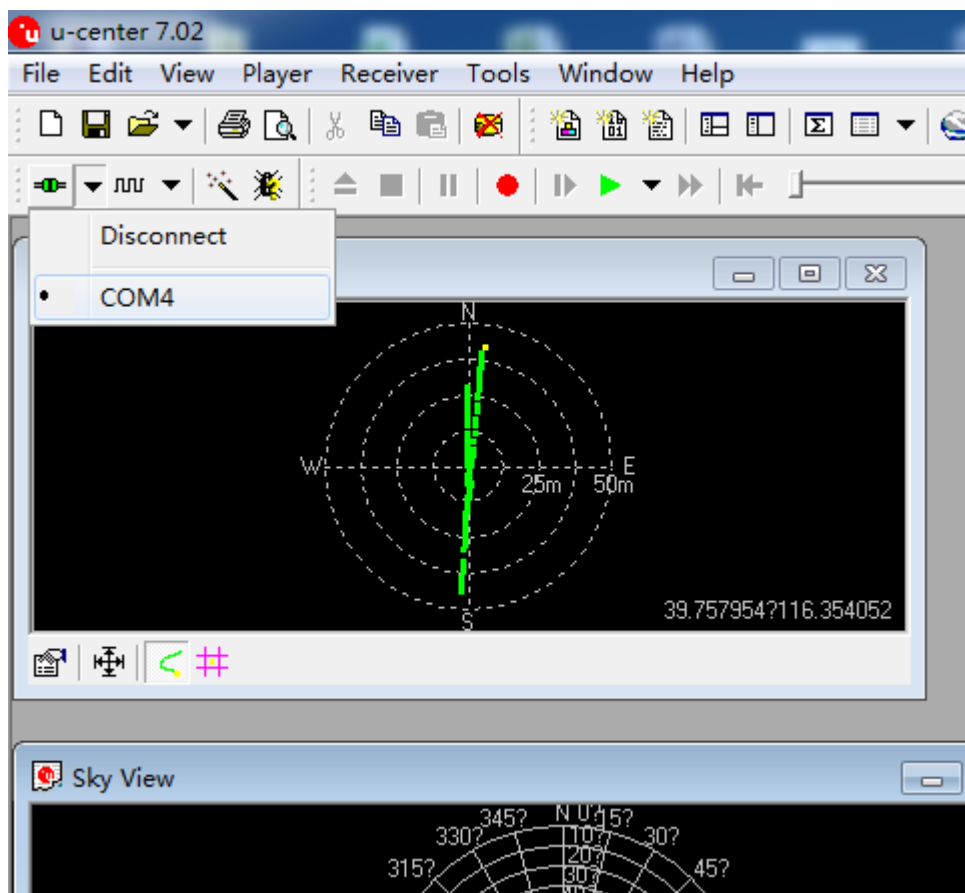 u-center 7.02
File Edit View Player Receiver Tools Window Help
Disconnect
COM4
N
W E
25m 50m
S
39.757954?116.354052
Sky View
345? N 0? 15?
330? 10? 30?
20?
315? 30? 45?